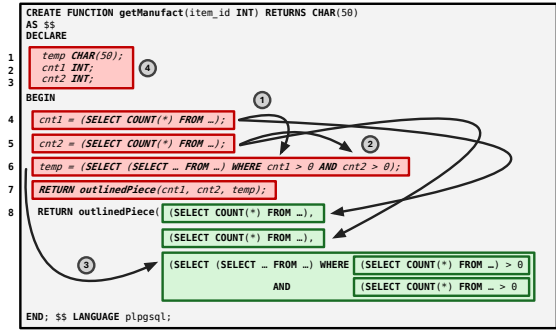 CREATE FUNCTION getManufact(item_id INT) RETURNS CHAR(50)
AS $$
DECLARE
1 temp CHAR(50);
2 cnt1 INT;
3 cnt2 INT;
4
BEGIN
1
4 cnt1 = (SELECT COUNT(*) FROM …);
5 cnt2 = (SELECT COUNT(*) FROM …);
2
6 temp = (SELECT (SELECT … FROM …) WHERE cnt1 > 0 AND cnt2 > 0);
7 RETURN outlinedPiece(cnt1, cnt2, temp);
8 RETURN outlinedPiece( (SELECT COUNT(*) FROM …),
(SELECT COUNT(*) FROM …),
3
(SELECT (SELECT … FROM …) WHERE (SELECT COUNT(*) FROM …) > 0
AND (SELECT COUNT(*) FROM … > 0
END; $$ LANGUAGE plpgsql;